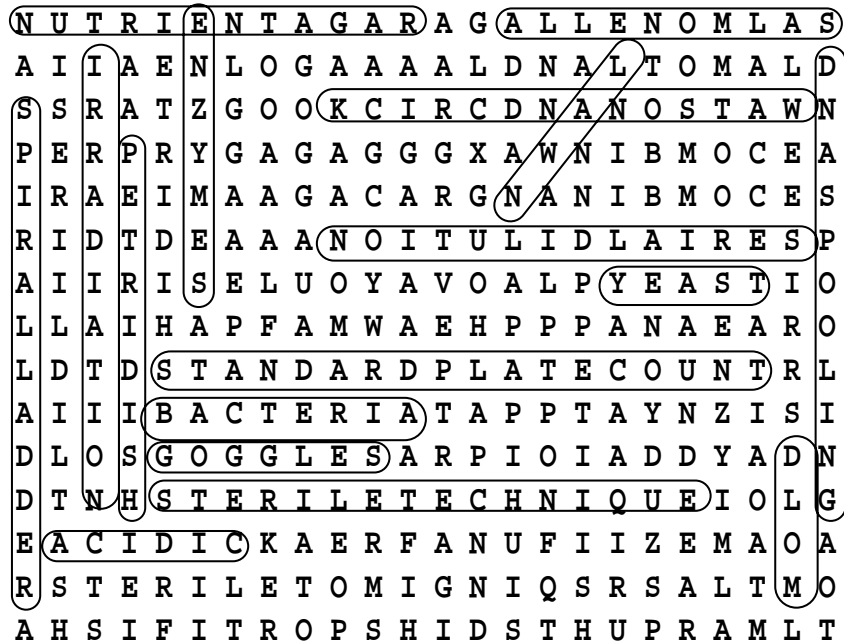 N U T R I E N T A G A R A G A L L E N O M L A S
A I I A E N L O G A A A A L D N A L T O M A L D
S S R A T Z G O O K C I R C D N A N O S T A W N
P E R P R Y G A G A G G G X A W N I B M O C E A
I R A E I M A A G A C A R G N A N I B M O C E S
R I D T D E A A A N O I T U L I D L A I R E S P
A I I R I S E L U O Y A V O A L P Y E A S T I O
L L A I H A P F A M W A E H P P P A N A E A R O
L D T D S T A N D A R D P L A T E C O U N T R L
A I I I B A C T E R I A T A P P T A Y N Z I S I
D L O S G O G G L E S A R P I O I A D D Y A D N
D T N H S T E R I L E T E C H N I Q U E I O L G
E A C I D I C K A E R F A N U F I I Z E M A O A
R S T E R I L E T O M I G N I Q S R S A L T M O
A H S I F I T R O P S H I D S T H U P R A M L T